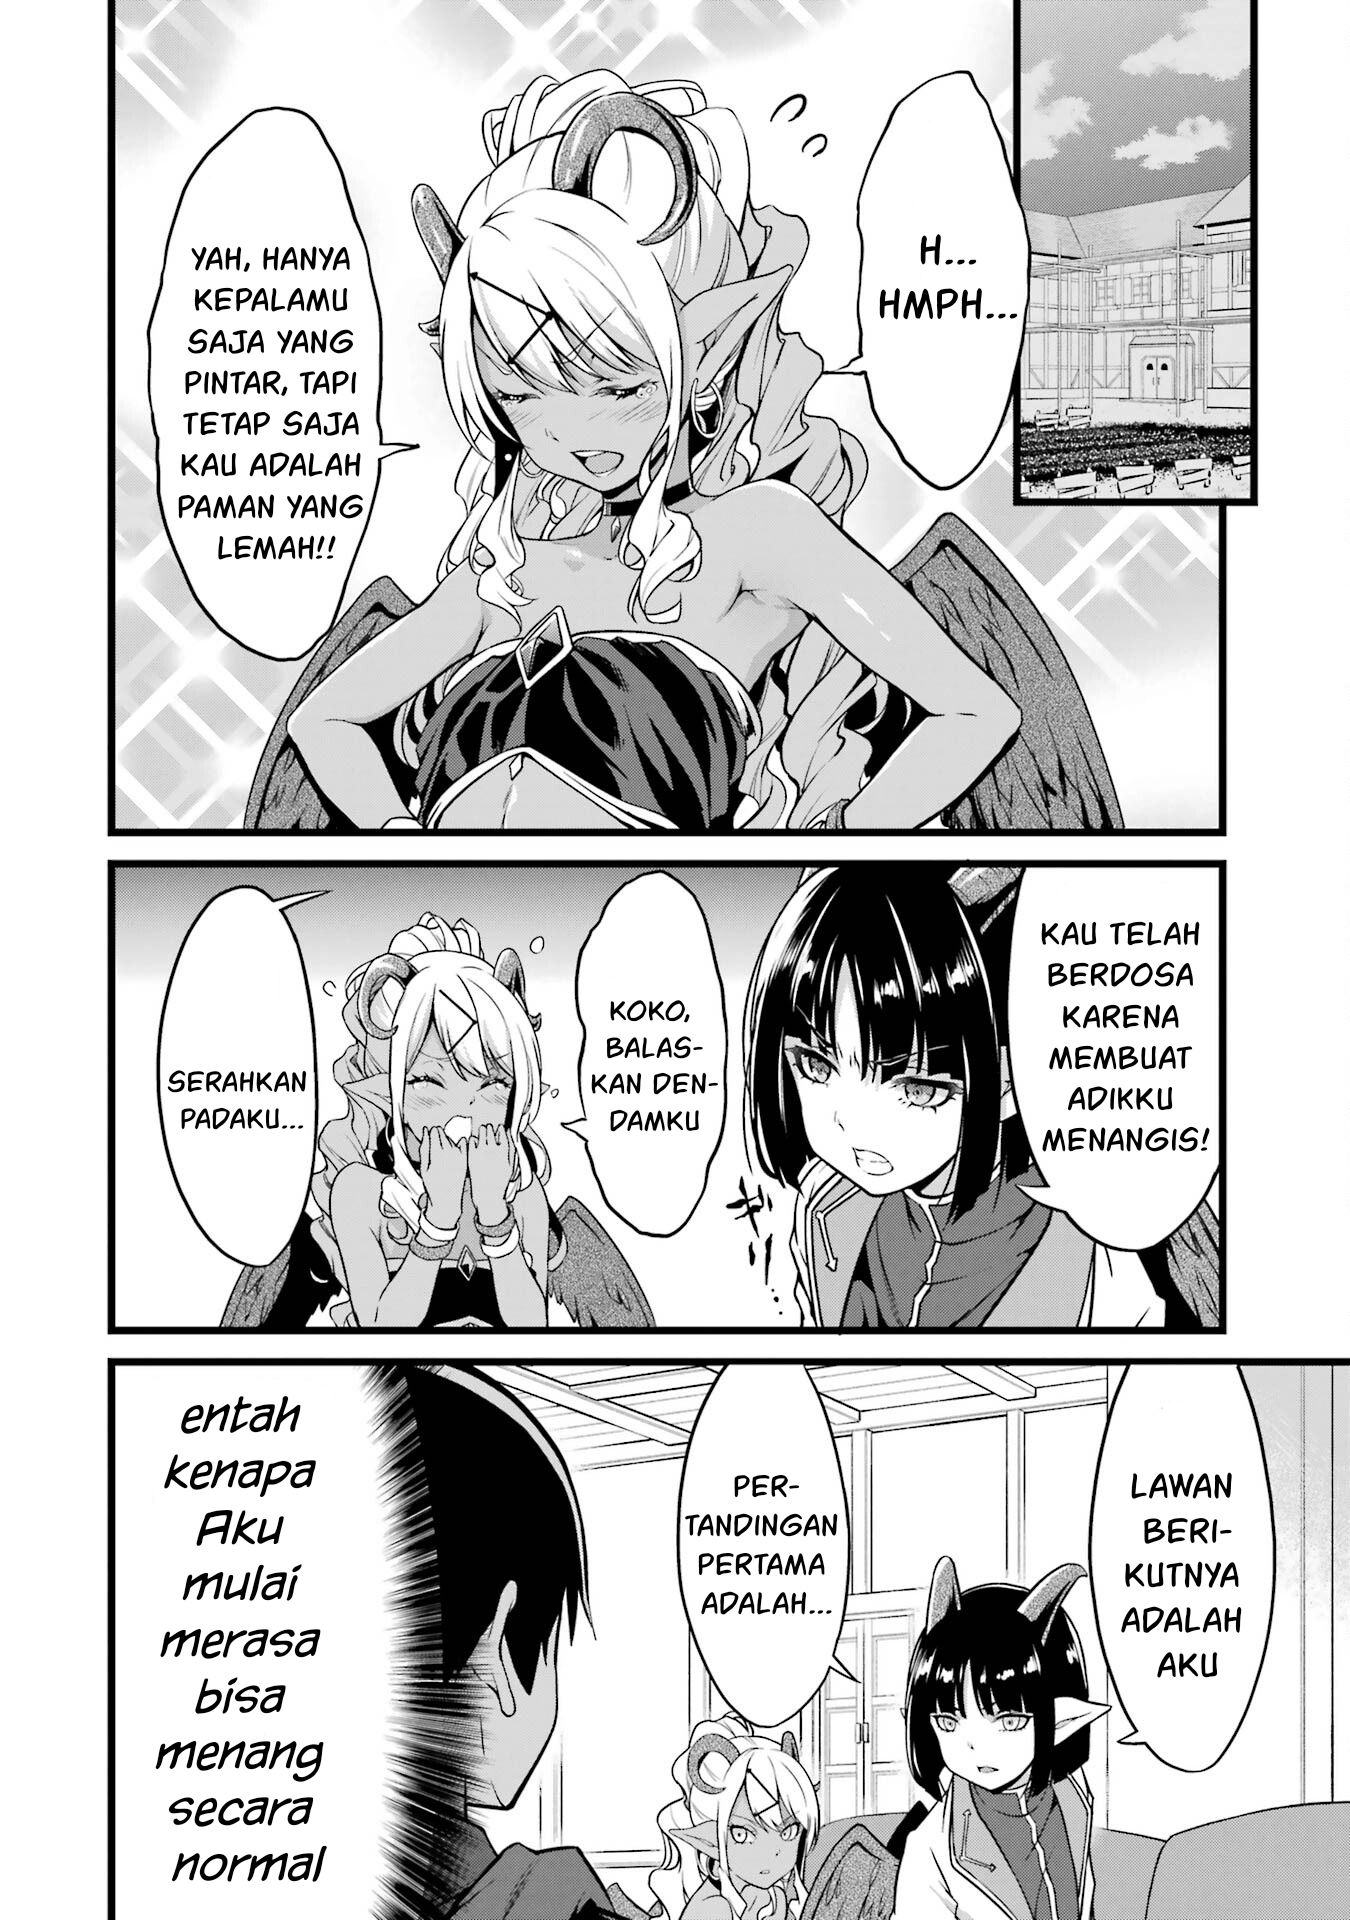 H...
HMPH...
YAH, HANYA
KEPALAMU
SAJA YANG
PINTAR, TAPI
TETAP SAJA
KAU ADALAH
PAMAN YANG
LEMAH!!
KAU TELAH
BERDOSA
KARENA
MEMBUAT
ADIKKU
MENANGIS!
KOKO,
BALAS-
KAN DEN-
DAMKU
SERAHKAN
PADAKU...
LAWAN
BERI-
KUTNYA
ADALAH
AKU
PER-
TANDINGAN
PERTAMA
ADALAH...
entah
kenapa
Aku
mulai
merasa
bisa
menang
secara
normal